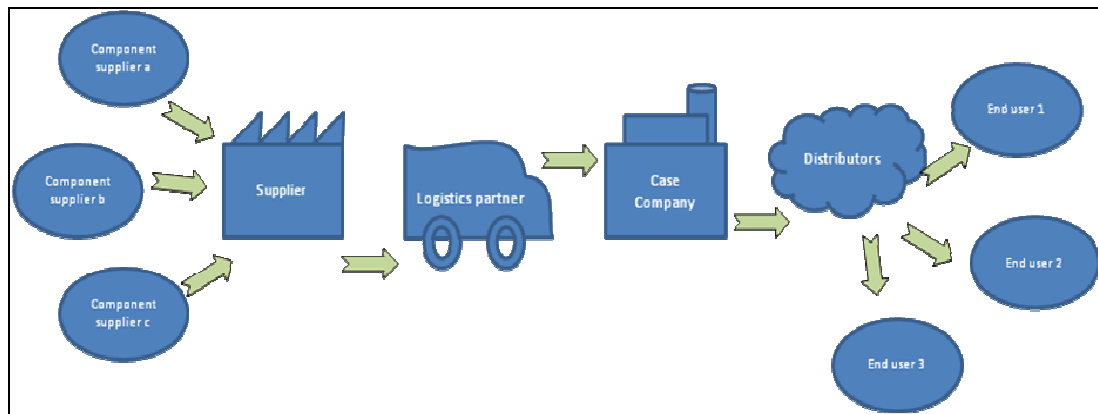 Component
supplier a
Component
supplier b
Component
supplier c
Supplier
Logistics partner
Case
Company
Distributors
End user 1
End user 2
End user 3